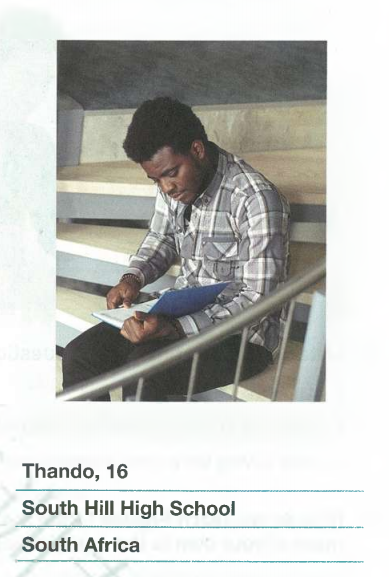 Thando, 16
South Hill High School
South Africa